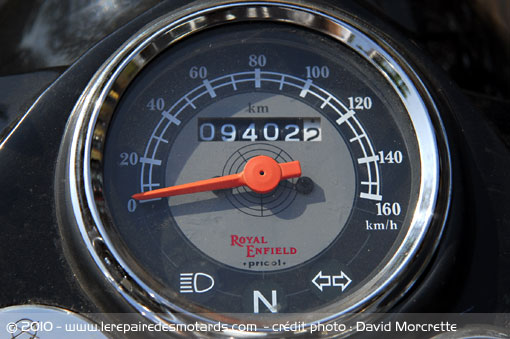 80
60
100
40
km
120
094022
20
140
0
160
km/h
ROYAL
ENFIELD
pricol
N
© 2010 - www.lerepairedesmotards.com - crédit photo : David Morcrette